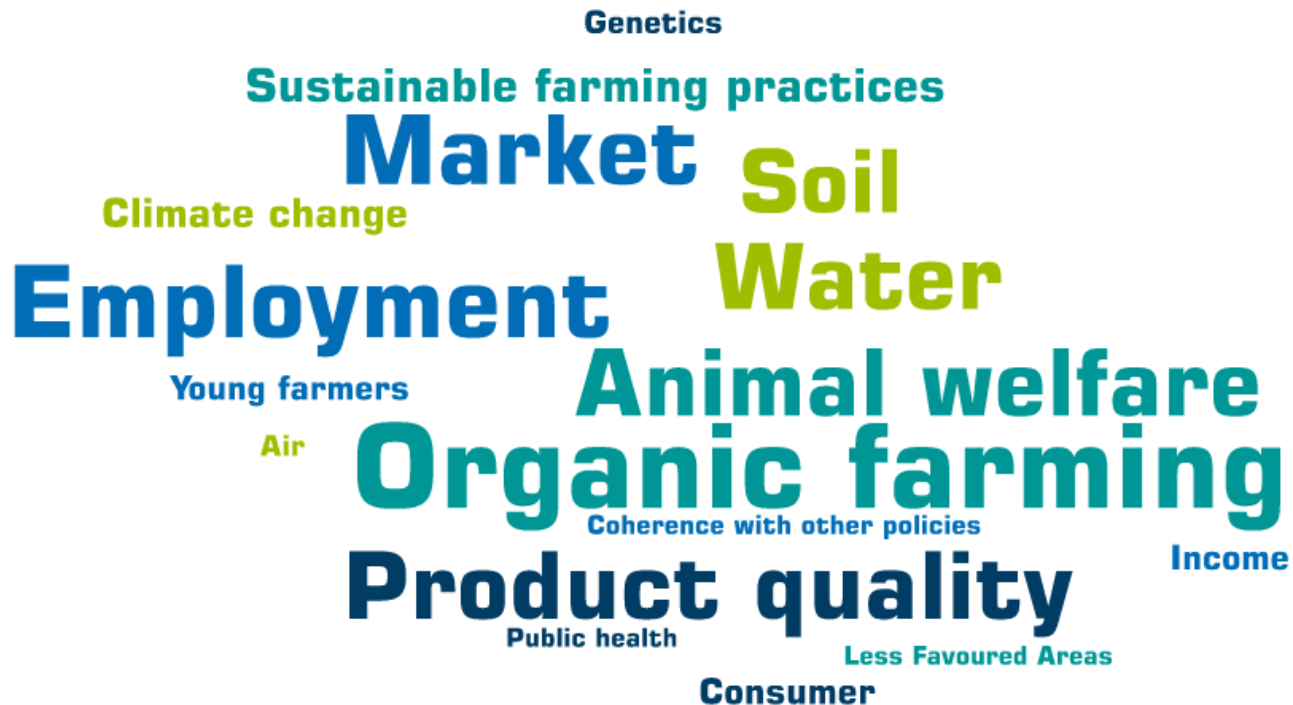 Genetics
Sustainable farming practices
Market
Soil
Climate change
Water
Employment
Animal welfare
Young farmers
Air
Organic farming
Coherence with other policies
Income
Product quality
Public health
Less Favoured Areas
Consumer